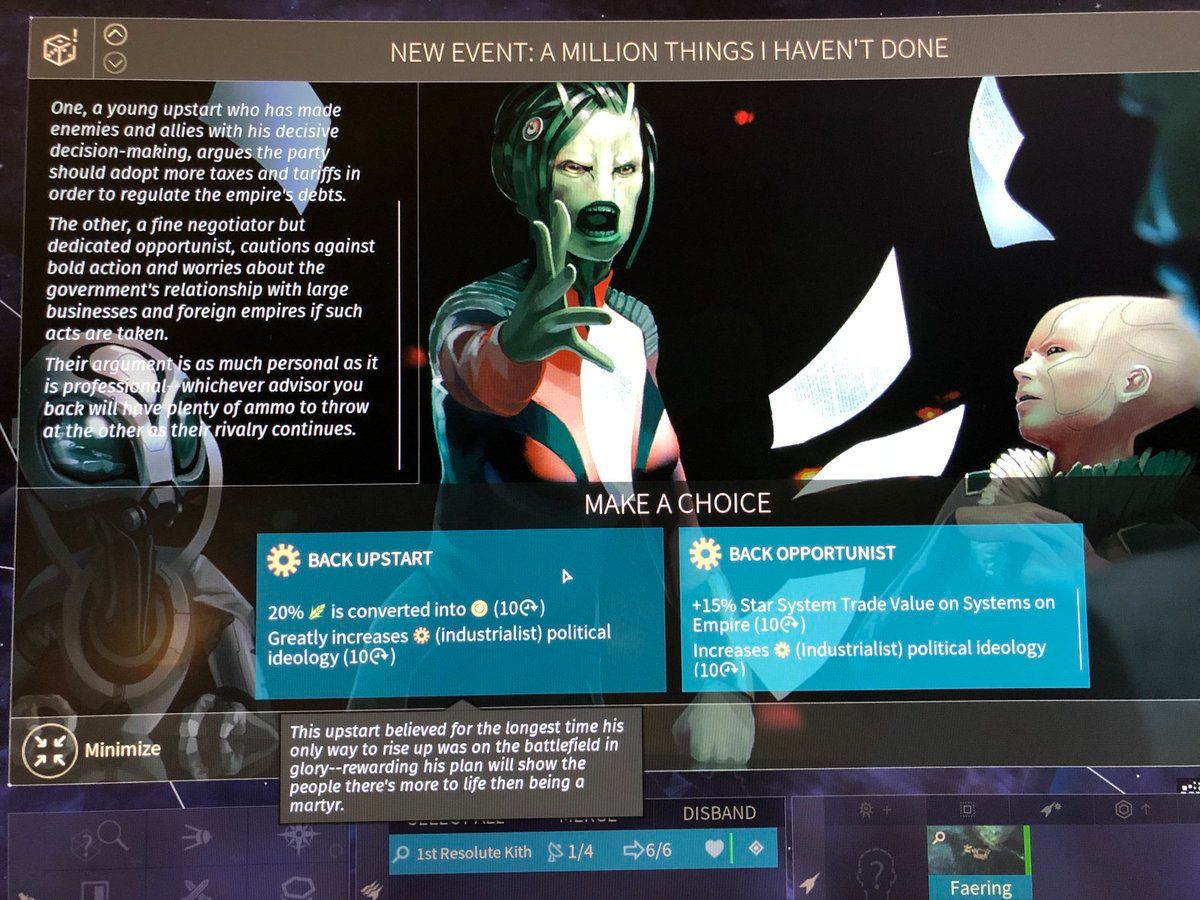 NEW EVENT: A MILLION THINGS I HAVEN'T DONE
One, a young upstart who has made
enemies and allies with his decisive
decision-making, argues the party
should adopt more taxes and tariffs in
order to regulate the empire's debts.
The other, a fine negotiator but
dedicated opportunist, cautions against
bold action and worries about the
government's relationship with large
businesses and foreign empires if such
acts are taken.
Their argument is as much personal as it
is professional--whichever advisor you
back will have plenty of ammo to throw
at the other as their rivalry continues.
MAKE A CHOICE
BACK UPSTART
20% is converted into (10)
Greatly increases (industrialist) political
ideology (10)
BACK OPPORTUNIST
+15% Star System Trade Value on Systems on
Empire (10)
Increases (Industrialist) political ideology
(10)
Minimize
This upstart believed for the longest time his
only way to rise up was on the battlefield in
glory--rewarding his plan will show the
people there's more to life then being a
martyr.
SELECT ALL MERGE DISBAND
1st Resolute Kith 1/4 6/6
Faering